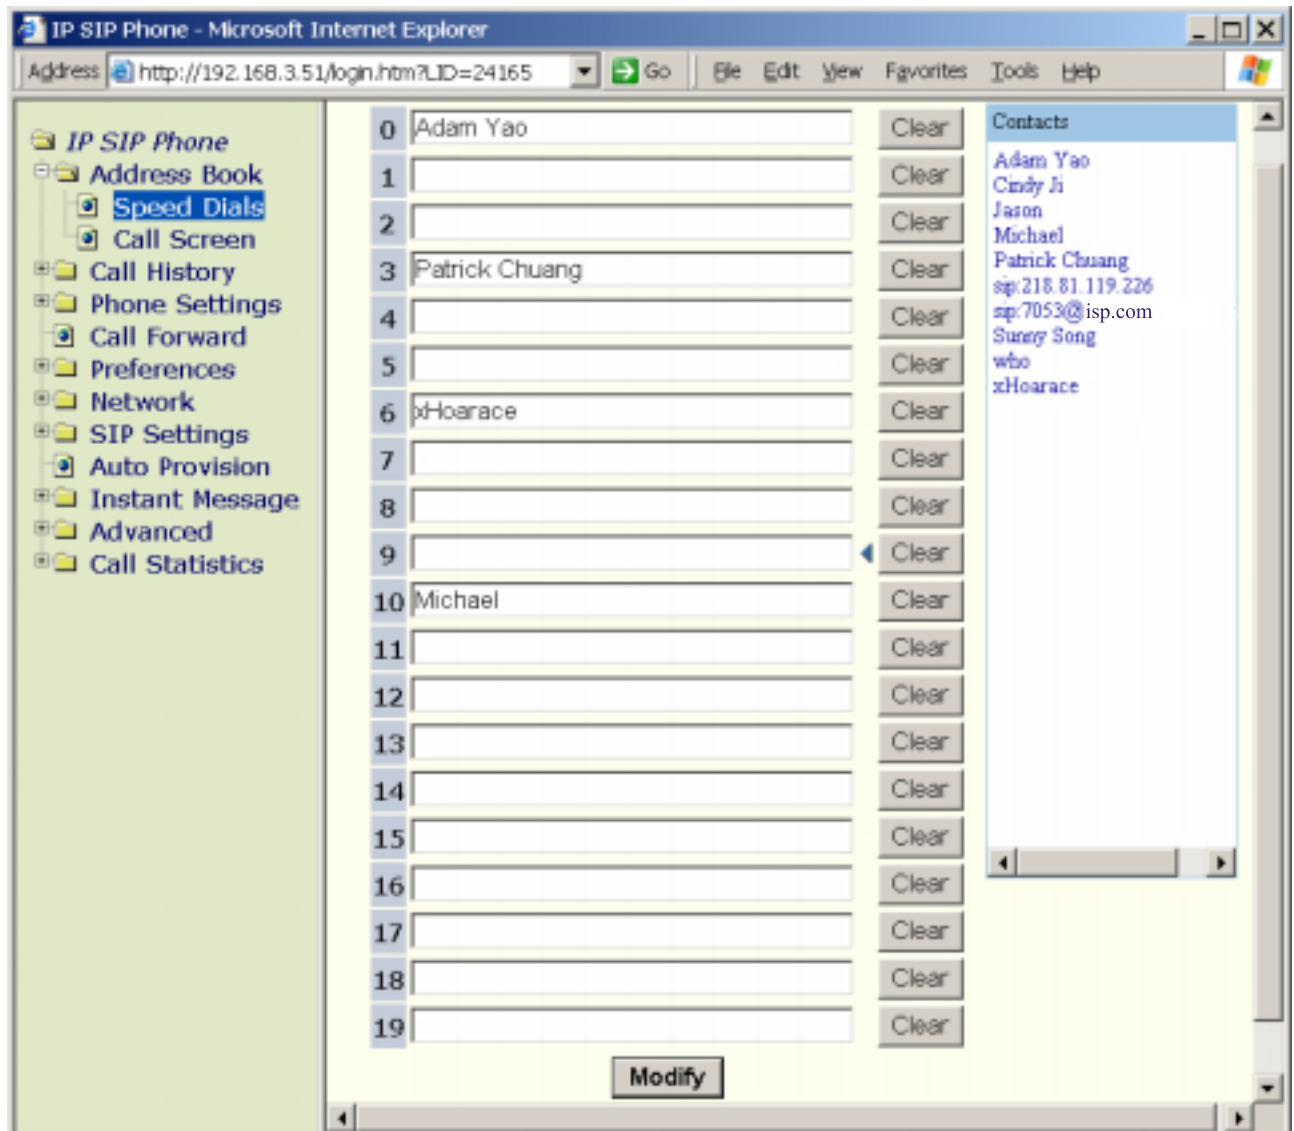 IP SIP Phone - Microsoft Internet Explorer
Address http://192.168.3.51/login.htm?LID=24165 Go File Edit View Favorites Tools Help
IP SIP Phone
Address Book
Speed Dials
Call Screen
Call History
Phone Settings
Call Forward
Preferences
Network
SIP Settings
Auto Provision
Instant Message
Advanced
Call Statistics
0 Adam Yao Clear
1 Clear
2 Clear
3 Patrick Chuang Clear
4 Clear
5 Clear
6 xHoarace Clear
7 Clear
8 Clear
9 Clear
10 Michael Clear
11 Clear
12 Clear
13 Clear
14 Clear
15 Clear
16 Clear
17 Clear
18 Clear
19 Clear
Modify
Contacts
Adam Yao
Cindy Ji
Jason
Michael
Patrick Chuang
sip:218.81.119.226
sip:7053@isp.com
Sunny Song
who
xHoarace